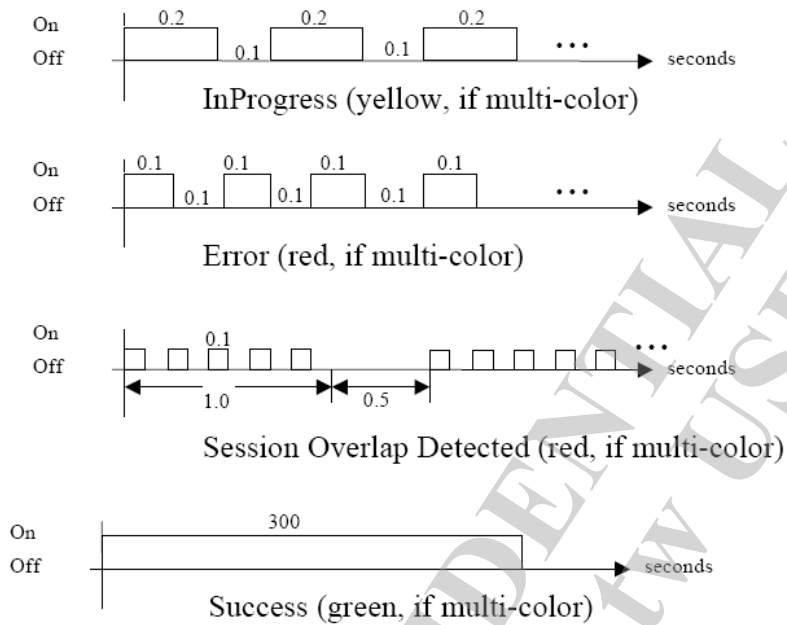 0.2 0.2 0.2
On
Off 0.1 0.1 ... seconds
InProgress (yellow, if multi-color)
On 0.1 0.1 0.1 0.1
Off 0.1 0.1 0.1 ... seconds
Error (red, if multi-color)
On 0.1
Off ... seconds
1.0 0.5
Session Overlap Detected (red, if multi-color)
On 300
Off seconds
Success (green, if multi-color)
DENTIAL
tw US